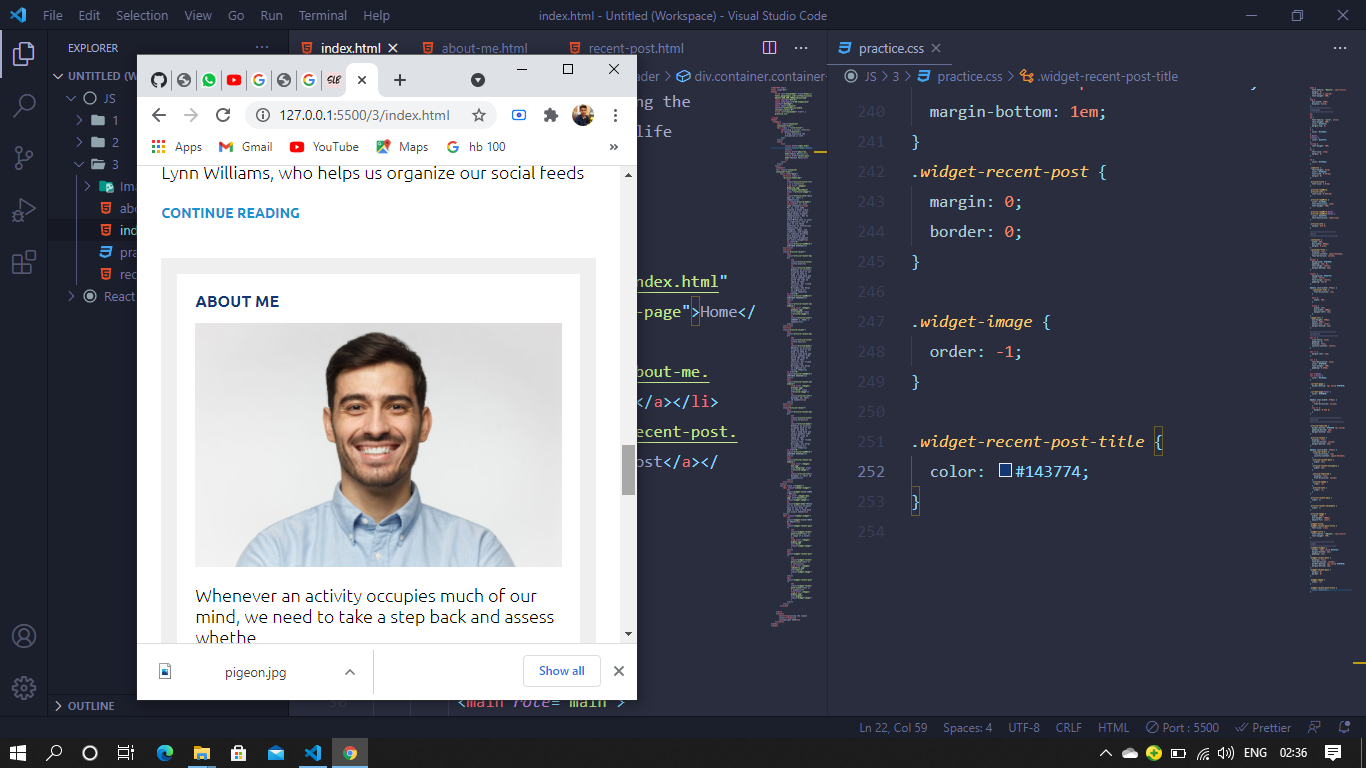 File Edit Selection View Go Run Terminal Help
index.html - Untitled (Workspace) - Visual Studio Code
EXPLORER
UNTITLED (W
JS
1
2
3
Ima
abo
ind
pra
rec
React
OUTLINE
index.html
about-me.html
recent-post.html
ader > div.container.container-
ng the
life
ndex.html"
-page">Home</
bout-me.
</a></li>
ecent-post.
ost</a></
50
<main role="main">
127.0.0.1:5500/3/index.html
Apps
Gmail
YouTube
Maps
hb 100
»
Lynn Williams, who helps us organize our social feeds
CONTINUE READING
ABOUT ME
Whenever an activity occupies much of our
mind, we need to take a step back and assess
whethe
pigeon.jpg
Show all
practice.css
JS > 3 > practice.css > .widget-recent-post-title
240 margin-bottom: 1em;
241 }
242 .widget-recent-post {
243 margin: 0;
244 border: 0;
245 }
246
247 .widget-image {
248 order: -1;
249 }
250
251 .widget-recent-post-title {
252 color: #143774;
253 }
254
Ln 22, Col 59 Spaces: 4 UTF-8 CRLF HTML Port : 5500 Prettier
ENG 02:36